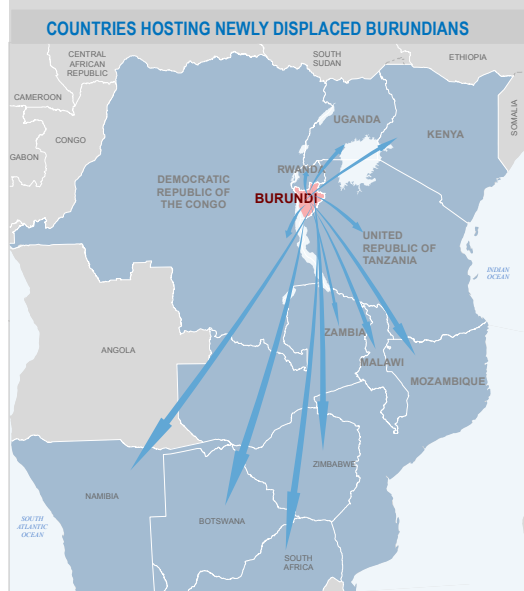 COUNTRIES HOSTING NEWLY DISPLACED BURUNDIANS
CENTRAL
AFRICAN
REPUBLIC
SOUTH
SUDAN
ETHIOPIA
CAMEROON
SOMALIA
UGANDA
KENYA
CONGO
GABON
RWANDA
DEMOCRATIC
REPUBLIC OF
THE CONGO
BURUNDI
UNITED
REPUBLIC OF
TANZANIA
INDIAN
OCEAN
ZAMBIA
ANGOLA
MALAWI
MOZAMBIQUE
ZIMBABWE
NAMIBIA
BOTSWANA
SOUTH
ATLANTIC
OCEAN
SOUTH
AFRICA